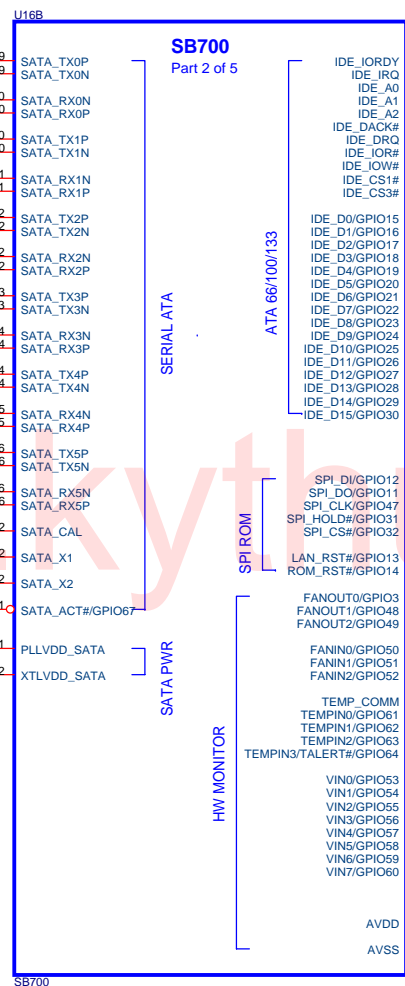 U16B
SB700
Part 2 of 5
SATA_TX0P
SATA_TX0N
SATA_RX0N
SATA_RX0P
SATA_TX1P
SATA_TX1N
SATA_RX1N
SATA_RX1P
SATA_TX2P
SATA_TX2N
SATA_RX2N
SATA_RX2P
SATA_TX3P
SATA_TX3N
SATA_RX3N
SATA_RX3P
SATA_TX4P
SATA_TX4N
SATA_RX4N
SATA_RX4P
SATA_TX5P
SATA_TX5N
SATA_RX5N
SATA_RX5P
SATA_CAL
SATA_X1
SATA_X2
SATA_ACT#/GPIO67
PLLVDD_SATA
XTLVDD_SATA
SERIAL ATA
SATA PWR
ATA 66/100/133
SPI ROM
HW MONITOR
IDE_IORDY
IDE_IRQ
IDE_A0
IDE_A1
IDE_A2
IDE_DACK#
IDE_DRQ
IDE_IOR#
IDE_IOW#
IDE_CS1#
IDE_CS3#
IDE_D0/GPIO15
IDE_D1/GPIO16
IDE_D2/GPIO17
IDE_D3/GPIO18
IDE_D4/GPIO19
IDE_D5/GPIO20
IDE_D6/GPIO21
IDE_D7/GPIO22
IDE_D8/GPIO23
IDE_D9/GPIO24
IDE_D10/GPIO25
IDE_D11/GPIO26
IDE_D12/GPIO27
IDE_D13/GPIO28
IDE_D14/GPIO29
IDE_D15/GPIO30
SPI_DI/GPIO12
SPI_DO/GPIO11
SPI_CLK/GPIO47
SPI_HOLD#/GPIO31
SPI_CS#/GPIO32
LAN_RST#/GPIO13
ROM_RST#/GPIO14
FANOUT0/GPIO3
FANOUT1/GPIO48
FANOUT2/GPIO49
FANIN0/GPIO50
FANIN1/GPIO51
FANIN2/GPIO52
TEMP_COMM
TEMPIN0/GPIO61
TEMPIN1/GPIO62
TEMPIN2/GPIO63
TEMPIN3/TALERT#/GPIO64
VIN0/GPIO53
VIN1/GPIO54
VIN2/GPIO55
VIN3/GPIO56
VIN4/GPIO57
VIN5/GPIO58
VIN6/GPIO59
VIN7/GPIO60
AVDD
AVSS
SB700